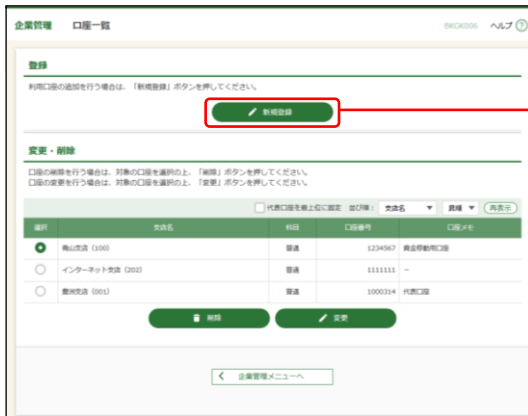 企業管理 口座一覧 BKGK006 ヘルプ ?
登録
利用口座の追加を行う場合は、「新規登録」ボタンを押してください。
新規登録
変更・削除
口座の削除を行う場合は、対象の口座を選択の上、「削除」ボタンを押してください。
口座の変更を行う場合は、対象の口座を選択の上、「変更」ボタンを押してください。
代表口座を最上位に固定 並び順： 支店名 ▼ 昇順 ▼ 再表示
選択 支店名 科目 口座番号 口座メモ
青山支店（100） 普通 1234567 資金移動用口座
インターネット支店（202） 普通 1111111 －
豊洲支店（001） 普通 1000314 代表口座
削除 変更
企業管理メニューへ